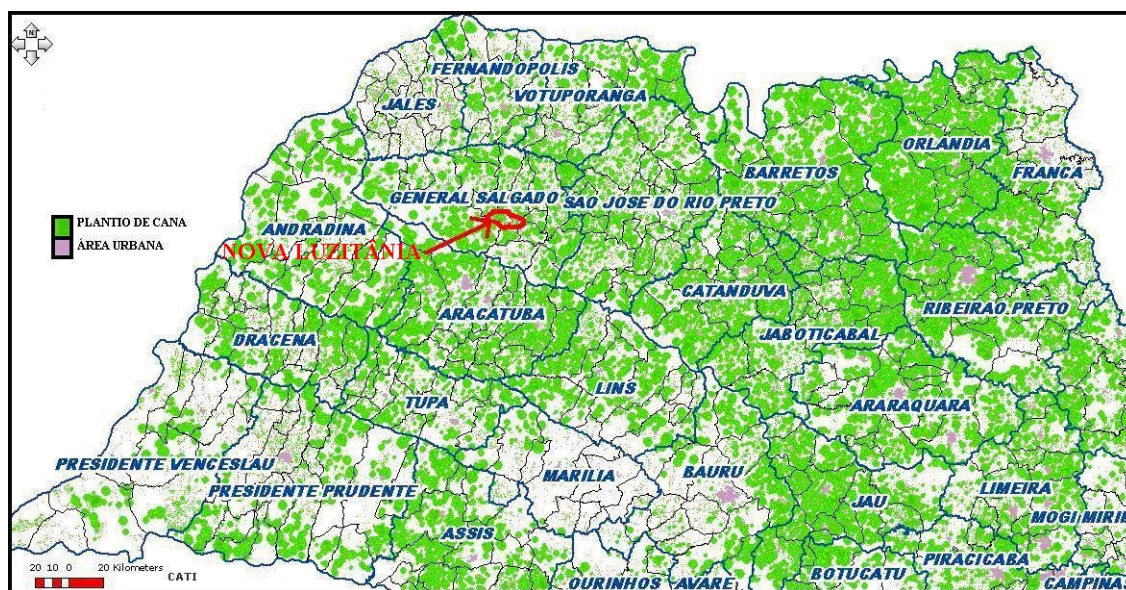 N
FERNANDOPOLIS
VOTUPORANGA
JALES
ORLANDIA
BARRETOS
FRANCA
GENERAL SALGADO
SAO JOSE DO RIO PRETO
PLANTIO DE CANA
ÁREA URBANA
ANDRADINA
NOVA LUZITÂNIA
CATANDUVA
ARACATUBA
RIBEIRAO PRETO
DRACENA
JABOTICABAL
LINS
TUPA
ARARAQUARA
PRESIDENTE VENCESLAU
MARILIA
BAURU
PRESIDENTE PRUDENTE
JAU
LIMEIRA
MOGI MIRIM
ASSIS
PIRACICABA
20 10 0 20 Kilometers
CATI
OURINHOS
AVARE
BOTUCATU
CAMPINAS